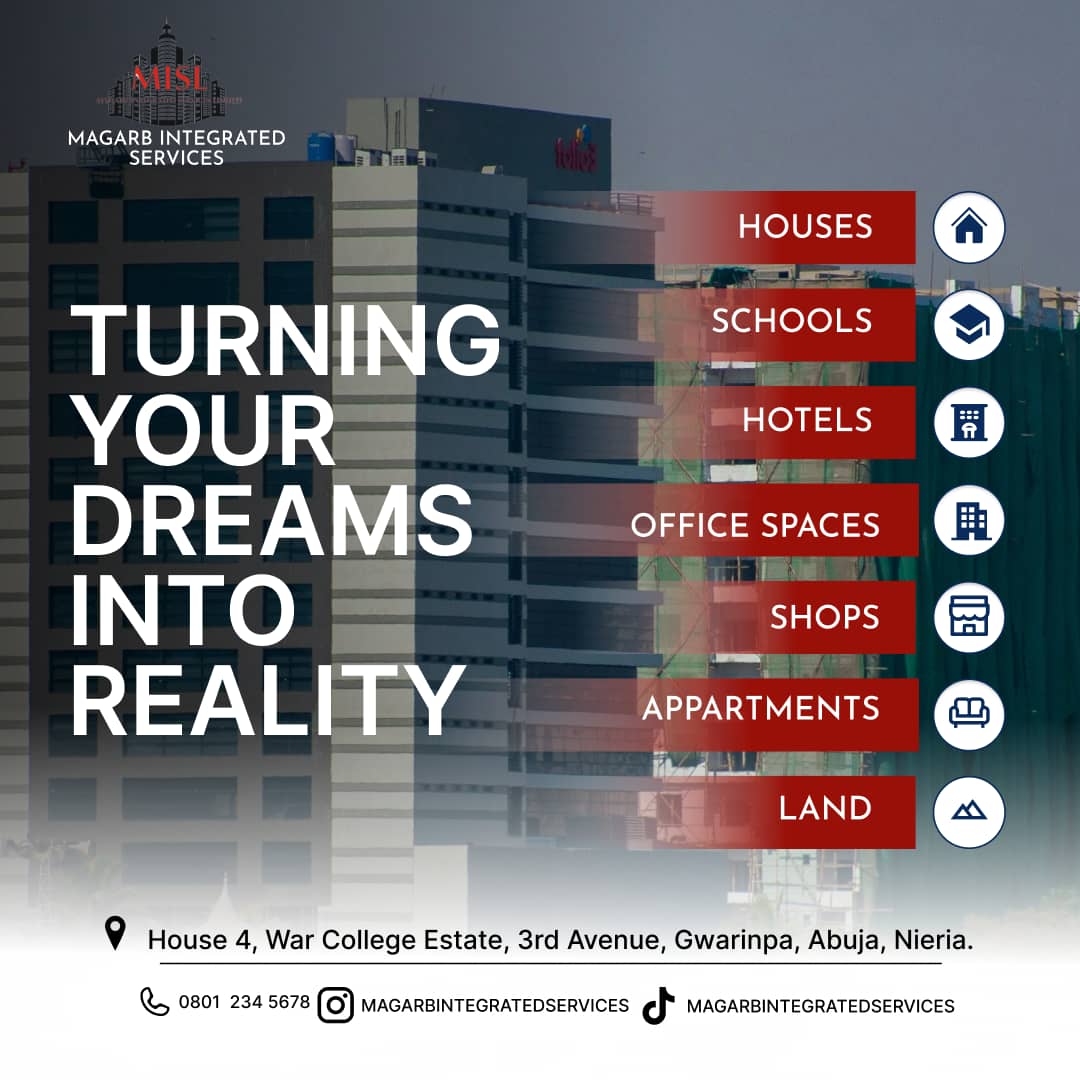 MISL
MAGARB INTEGRATED
SERVICES
folio3
TURNING
YOUR
DREAMS
INTO
REALITY
HOUSES
SCHOOLS
HOTELS
OFFICE SPACES
SHOPS
APPARTMENTS
LAND
House 4, War College Estate, 3rd Avenue, Gwarinpa, Abuja, Nieria.
0801 234 5678 MAGARBINTEGRATEDSERVICES MAGARBINTEGRATEDSERVICES